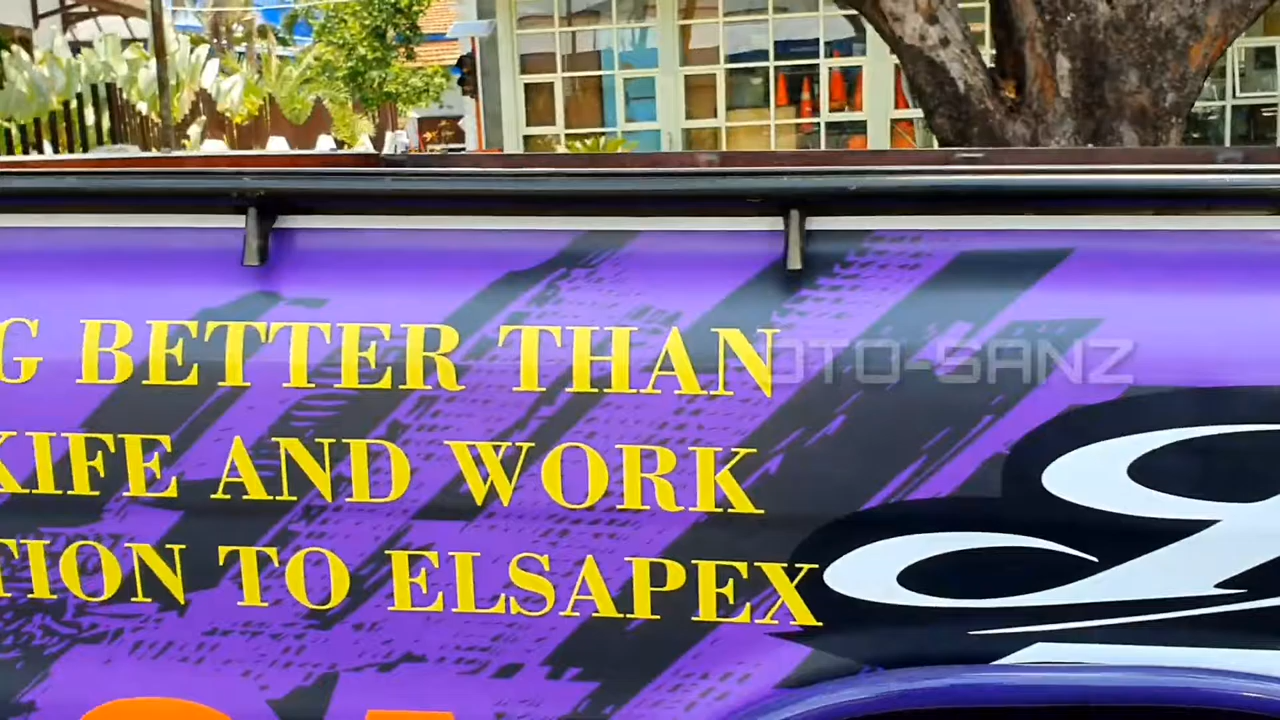 G BETTER THAN
KIFE AND WORK
TION TO ELSAPEX
OTO-SANZ